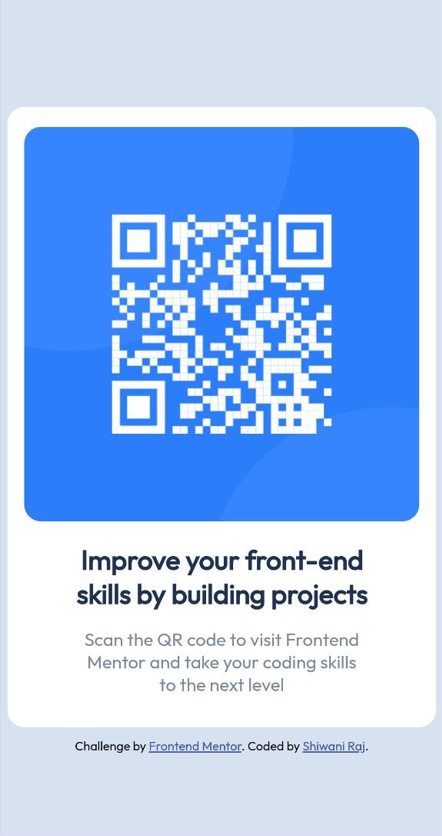 Improve your front-end
skills by building projects
Scan the QR code to visit Frontend
Mentor and take your coding skills
to the next level
Challenge by Frontend Mentor. Coded by Shiwani Raj.